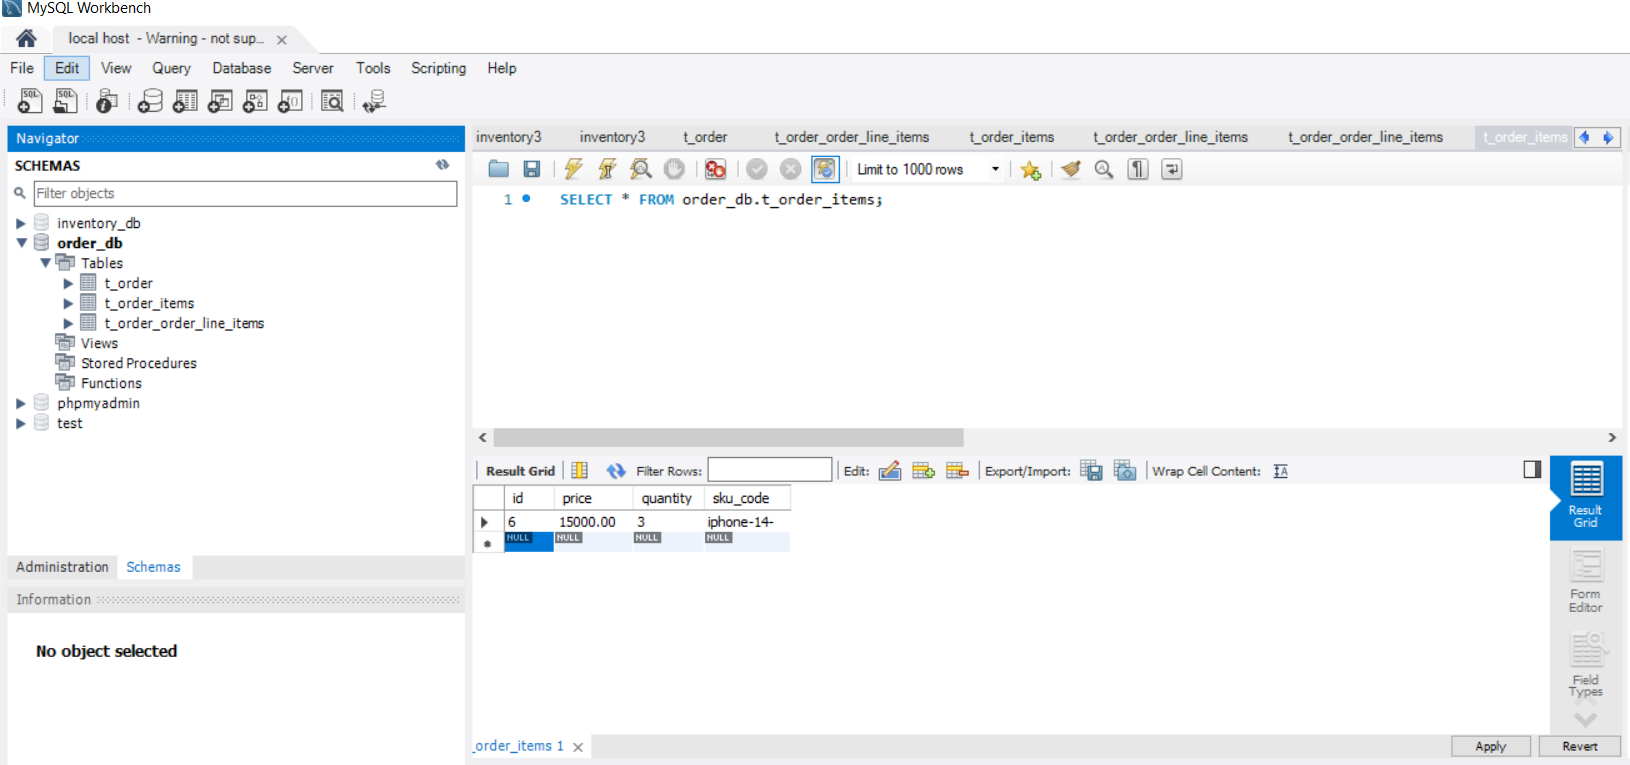 MySQL Workbench
local host - Warning - not sup...
File Edit View Query Database Server Tools Scripting Help
SQL SQL
Navigator
SCHEMAS
Filter objects
inventory_db
order_db
Tables
t_order
t_order_items
t_order_order_line_items
Views
Stored Procedures
Functions
phpmyadmin
test
Administration Schemas
Information
No object selected
inventory3 inventory3 t_order t_order_order_line_items t_order_items t_order_order_line_items t_order_order_line_items t_order_items
Limit to 1000 rows
1 SELECT * FROM order_db.t_order_items;
Result Grid Filter Rows: Edit: Export/Import: Wrap Cell Content:
id price quantity sku_code
6 15000.00 3 iphone-14-
NULL NULL NULL NULL
Result
Grid
Form
Editor
Field
Types
_order_items 1
Apply Revert